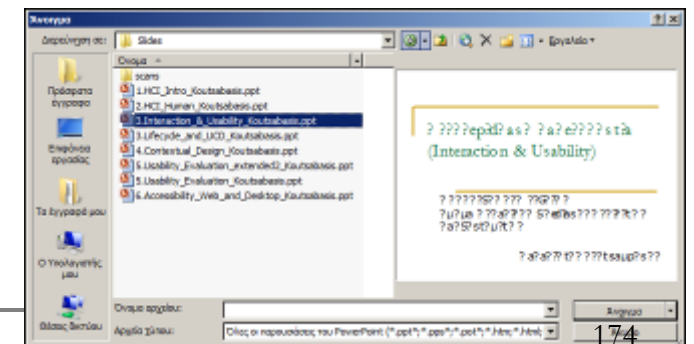 Άνοιγμα
Διερεύνηση σε:
Slides
Εργαλεία
Όνομα
scans
1.HCI_Intro_Koutsabasis.ppt
2.HCI_Human_Koutsabasis.ppt
3.Interaction_&_Usability_Koutsabasis.ppt
3.Lifecycle_and_UCD_Koutsabasis.ppt
4.Contextual_Design_Koutsabasis.ppt
5.Usability_Evaluation_extended2_Koutsabasis.ppt
5.Usability_Evaluation_Koutsabasis.ppt
6.Accessibility_Web_and_Desktop_Koutsabasis.ppt
Πρόσφατα
έγγραφα
Επιφάνεια
εργασίας
Τα έγγραφά μου
Ο Υπολογιστής
μου
Θέσεις δικτύου
(Interaction & Usability)
Όνομα αρχείου:
Άνοιγμα
Αρχεία τύπου:
Όλες οι παρουσιάσεις του PowerPoint (*.ppt;*.pps;*.pot;*.htm;*.html;
174